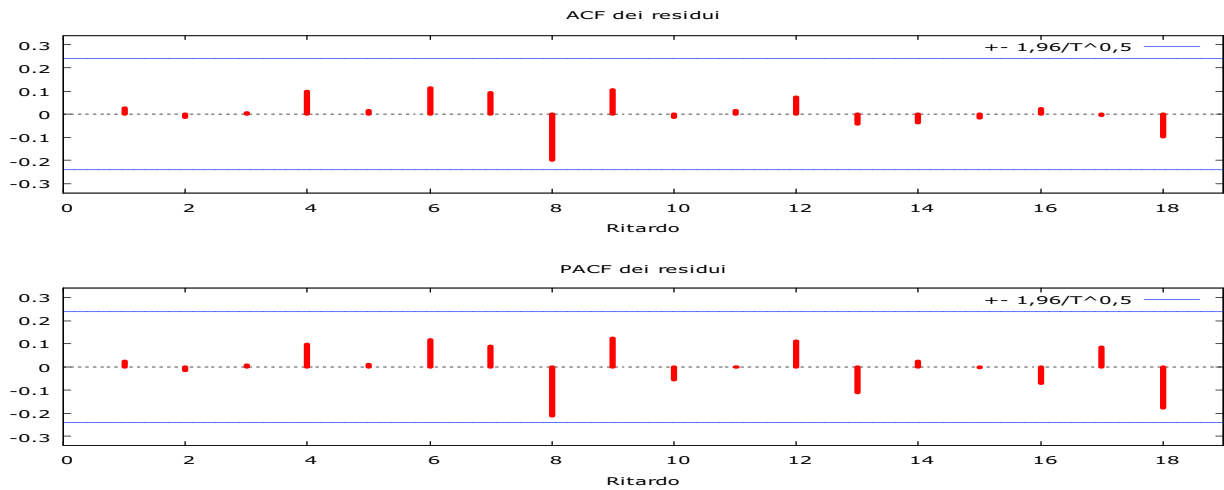 ACF dei residui
+- 1,96/T^0,5
0.3
0.2
0.1
0
-0.1
-0.2
-0.3
0 2 4 6 8 10 12 14 16 18
Ritardo
PACF dei residui
+- 1,96/T^0,5
0.3
0.2
0.1
0
-0.1
-0.2
-0.3
0 2 4 6 8 10 12 14 16 18
Ritardo